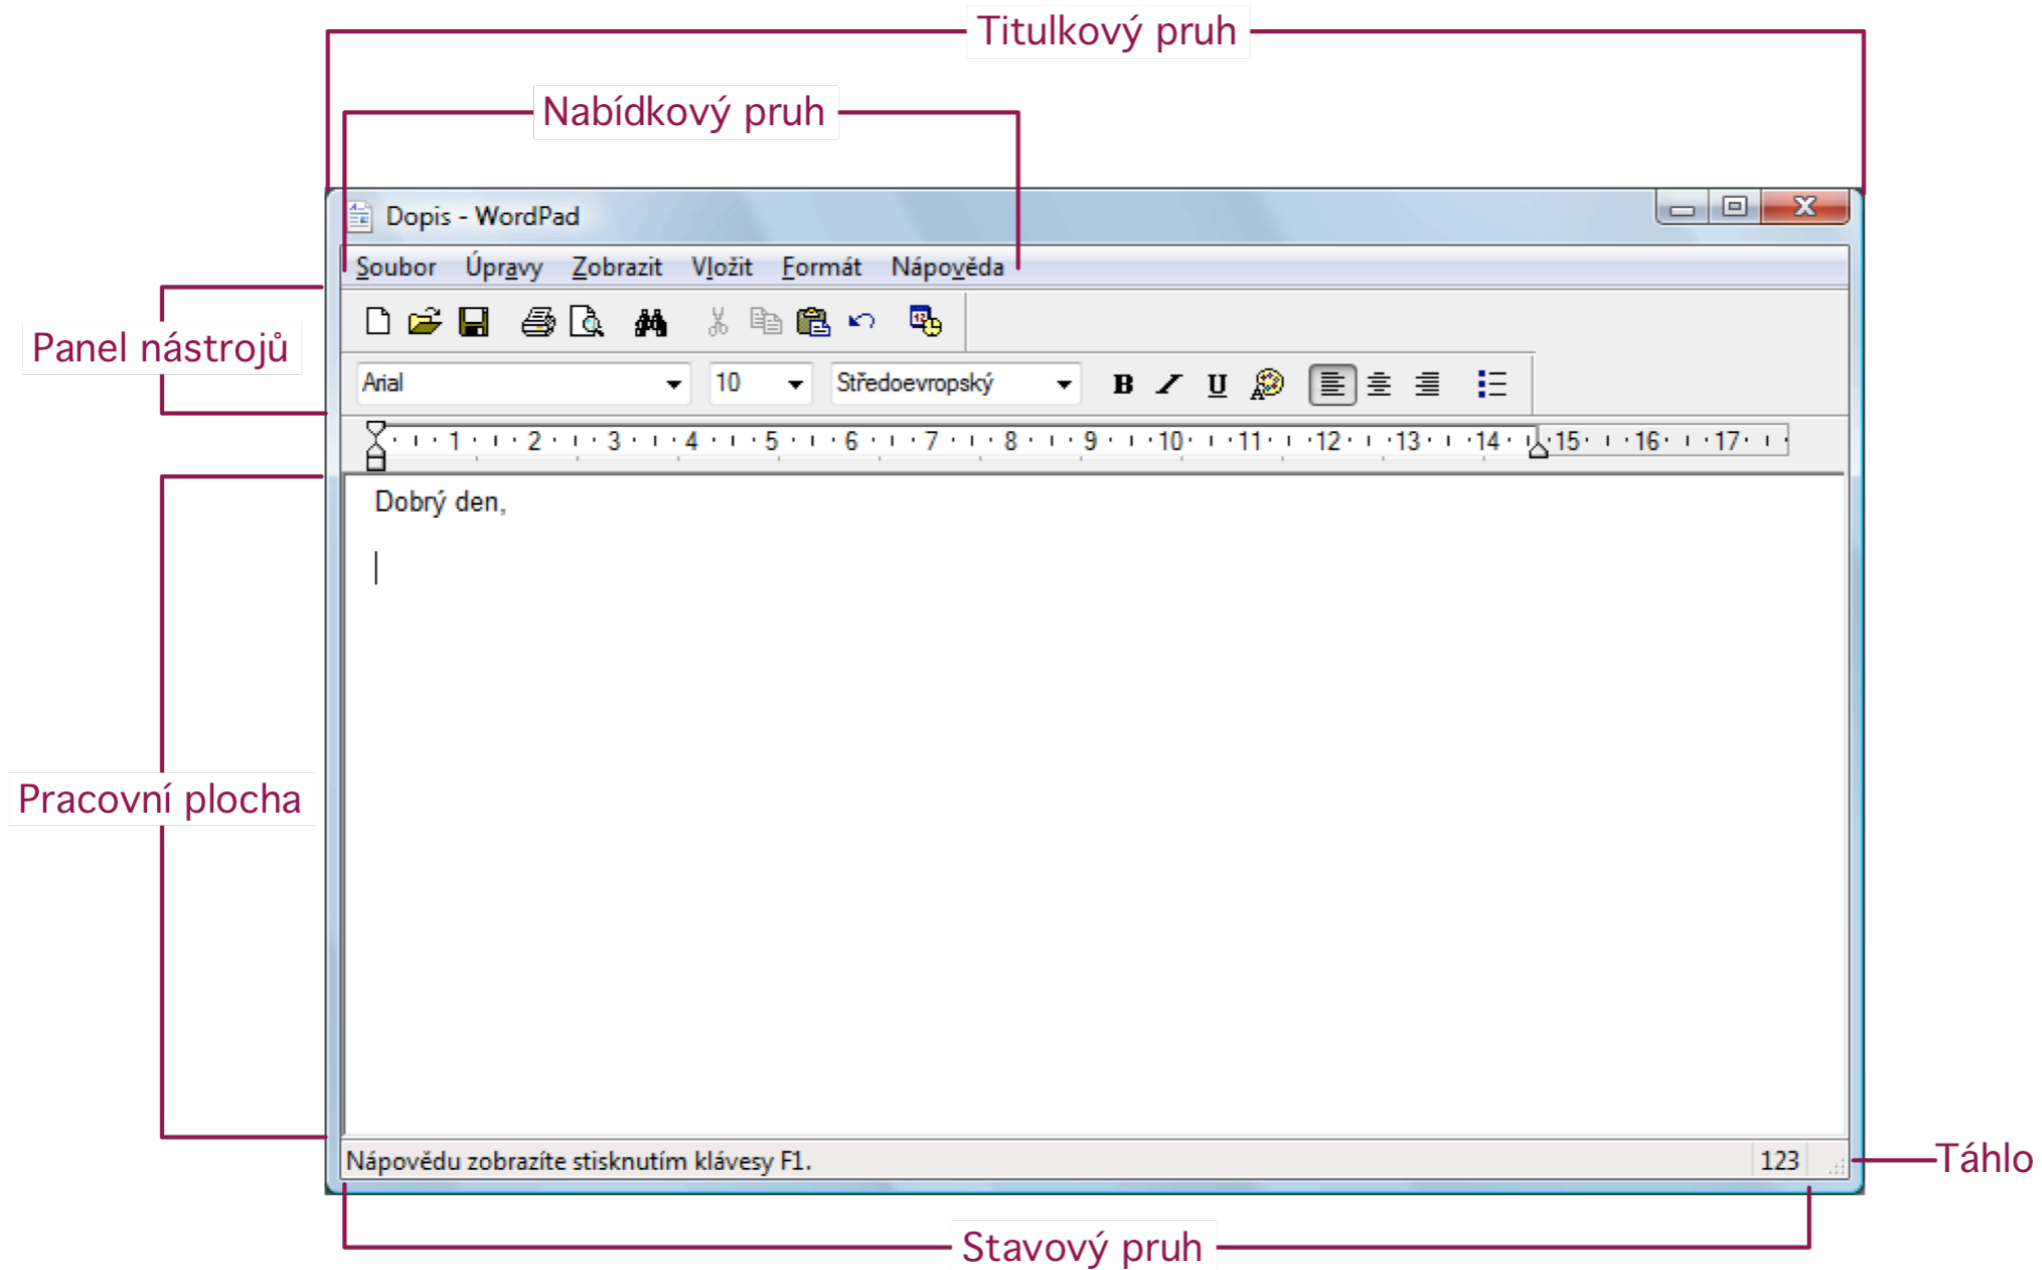 Titulkový pruh
Nabídkový pruh
Dopis - WordPad
Soubor Úpravy Zobrazit Vložit Formát Nápověda
Panel nástrojů
Arial 10 Středoevropský B I U
1 2 3 4 5 6 7 8 9 10 11 12 13 14 15 16 17
Dobrý den,
Pracovní plocha
Nápovědu zobrazíte stisknutím klávesy F1. 123
Táhlo
Stavový pruh